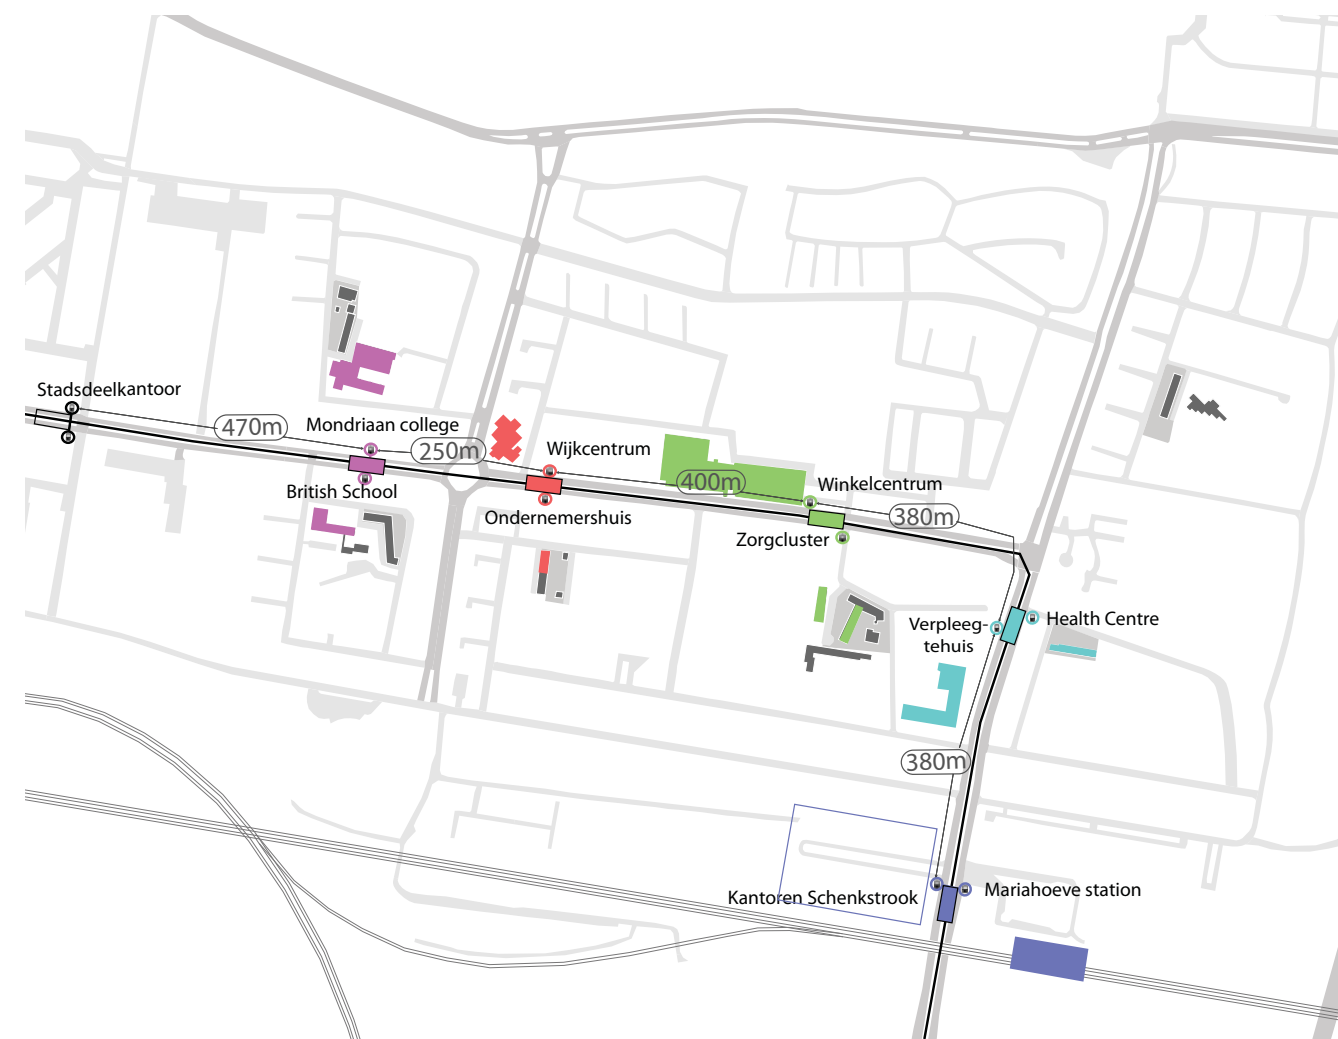 Stadsdeelkantoor
470m
Mondriaan college
250m
British School
Wijkcentrum
Ondernemershuis
400m
Winkelcentrum
380m
Zorgcluster
Verpleeg-
tehuis
Health Centre
380m
Kantoren Schenkstrook
Mariahoeve station